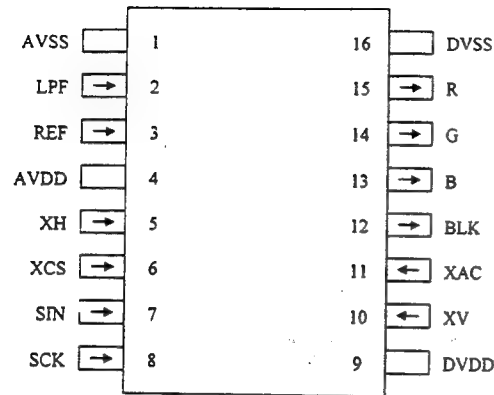 AVSS 1 16 DVSS
LPF 2 15 R
REF 3 14 G
AVDD 4 13 B
XH 5 12 BLK
XCS 6 11 XAC
SIN 7 10 XV
SCK 8 9 DVDD